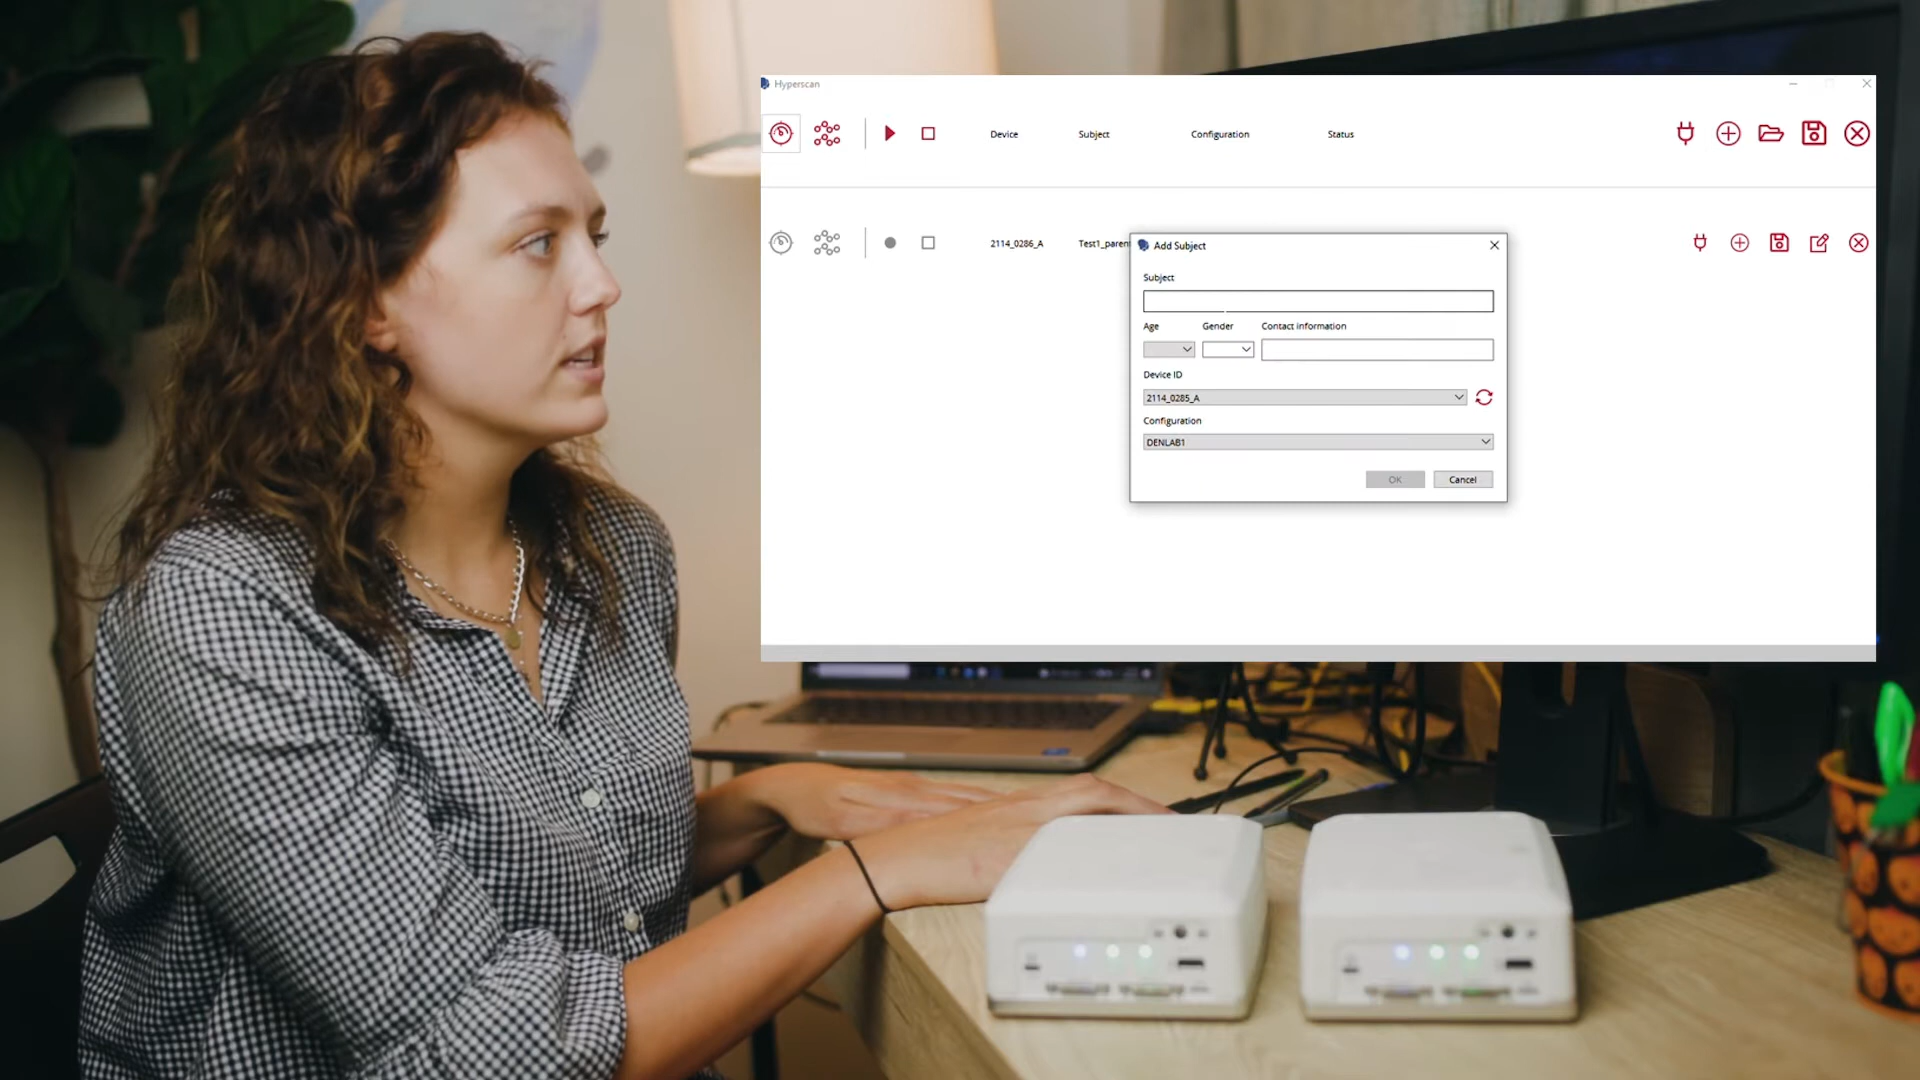 Hyperscan
Device Subject Configuration Status
2114_0286_A Test1_paren
Add Subject
Subject
Age Gender Contact information
Device ID
2114_0285_A
Configuration
DENLAB1
OK Cancel